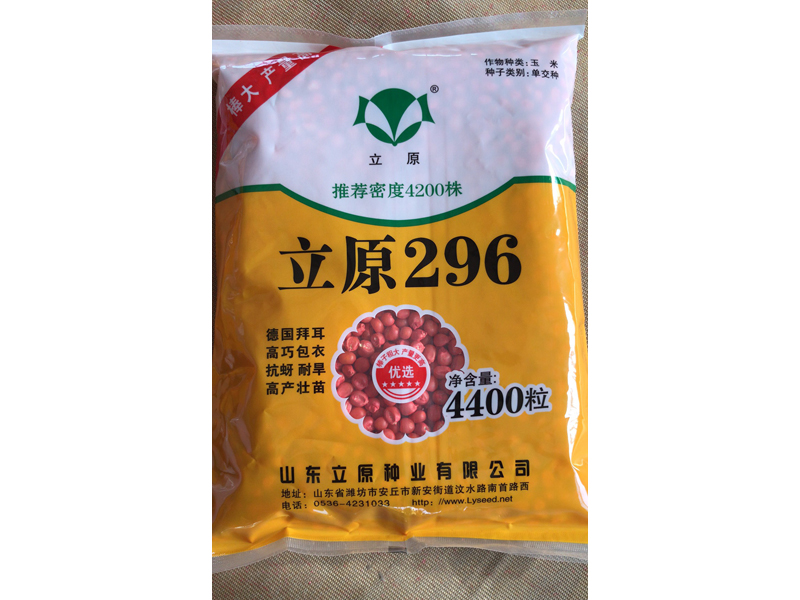 棒大 产量高
作物种类：玉 米
种子类别：单交种
®
立 原
推荐密度4200株
立原296
德国拜耳
高巧包衣
抗蚜 耐旱
高产壮苗
优选
净含量：
4400粒
山东立原种业有限公司
地址：山东省潍坊市安丘市新安街道汶水路南首路西
电话：0536-4231033 http：//www.Lyseed.net